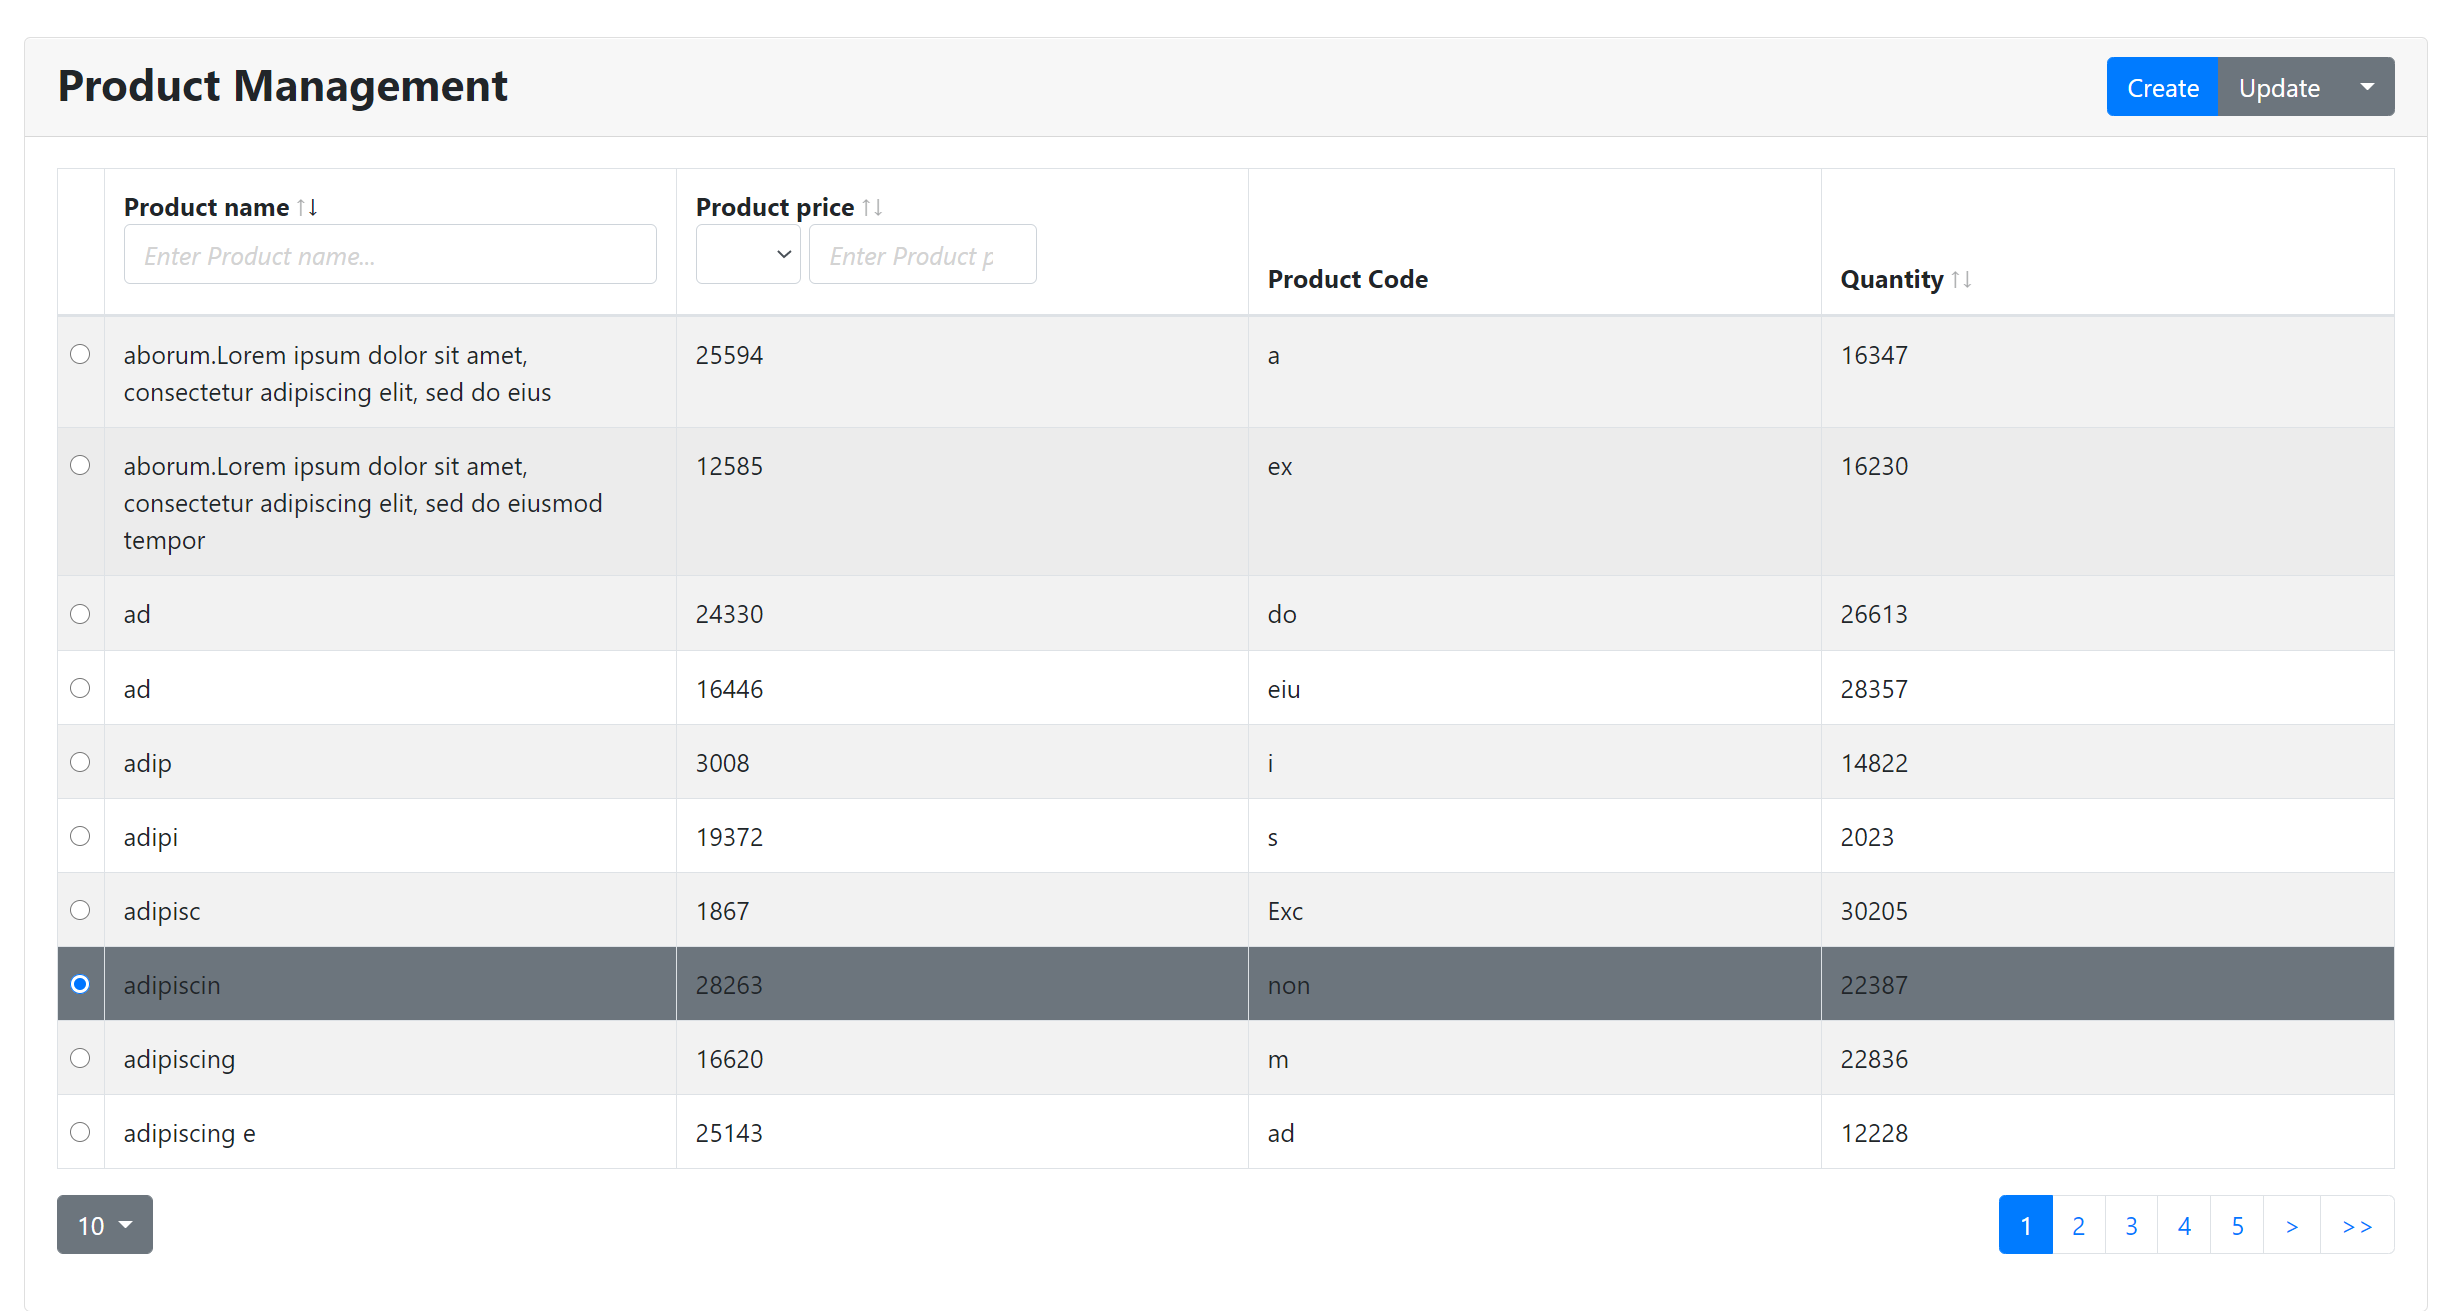 Product Management
Create Update
Product name ↑↓ Product price ↑↓
Enter Product name... Enter Product p
Product Code Quantity ↑↓
aborum.Lorem ipsum dolor sit amet, 25594 a 16347
consectetur adipiscing elit, sed do eius
aborum.Lorem ipsum dolor sit amet, 12585 ex 16230
consectetur adipiscing elit, sed do eiusmod
tempor
ad 24330 do 26613
ad 16446 eiu 28357
adip 3008 i 14822
adipi 19372 s 2023
adipisc 1867 Exc 30205
adipiscin 28263 non 22387
adipiscing 16620 m 22836
adipiscing e 25143 ad 12228
10 1 2 3 4 5 > >>